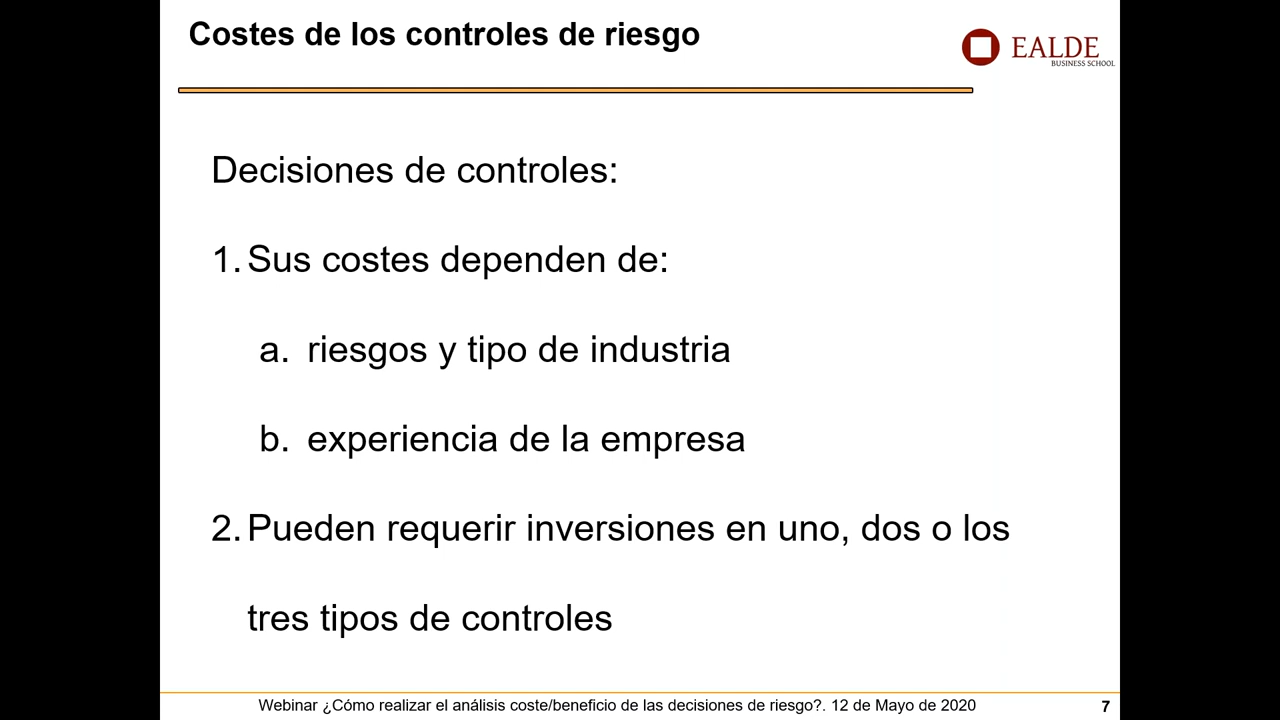 Costes de los controles de riesgo
EALDE
BUSINESS SCHOOL
Decisiones de controles:
1. Sus costes dependen de:
a. riesgos y tipo de industria
b. experiencia de la empresa
2. Pueden requerir inversiones en uno, dos o los
tres tipos de controles
Webinar ¿Cómo realizar el análisis coste/beneficio de las decisiones de riesgo?. 12 de Mayo de 2020
7